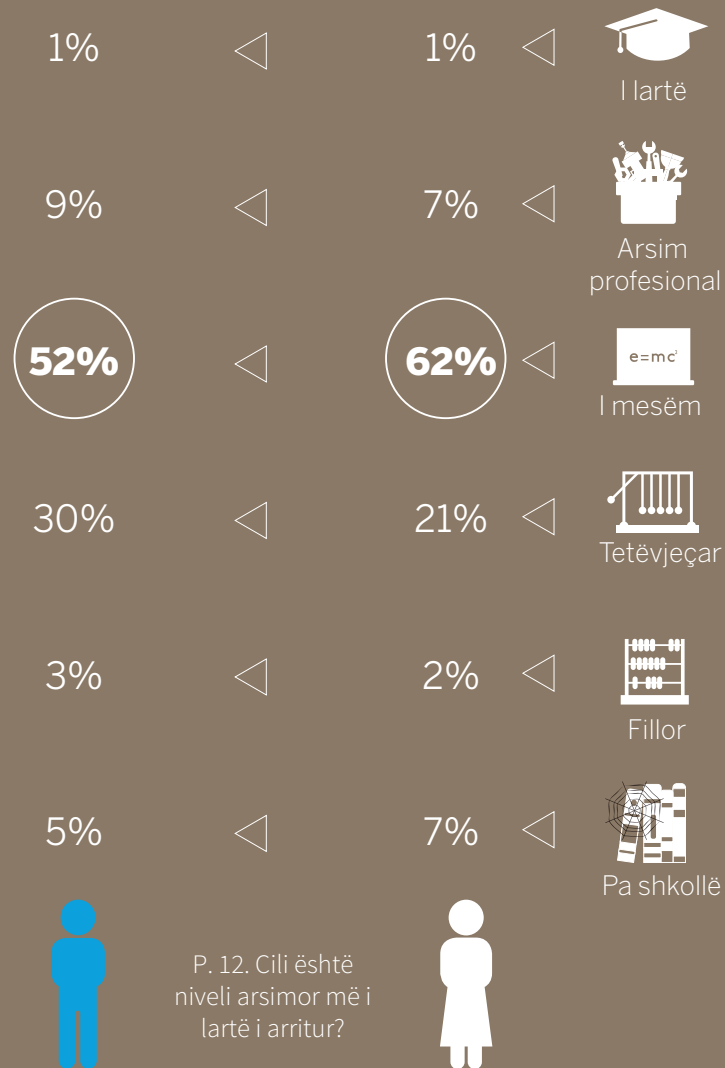 1%
1%
I lartë
9%
7%
Arsim
profesional
52%
62%
e=mc²
I mesëm
30%
21%
Tetëvjeçar
3%
2%
Fillor
5%
7%
Pa shkollë
P. 12. Cili është
niveli arsimor më i
lartë i arritur?